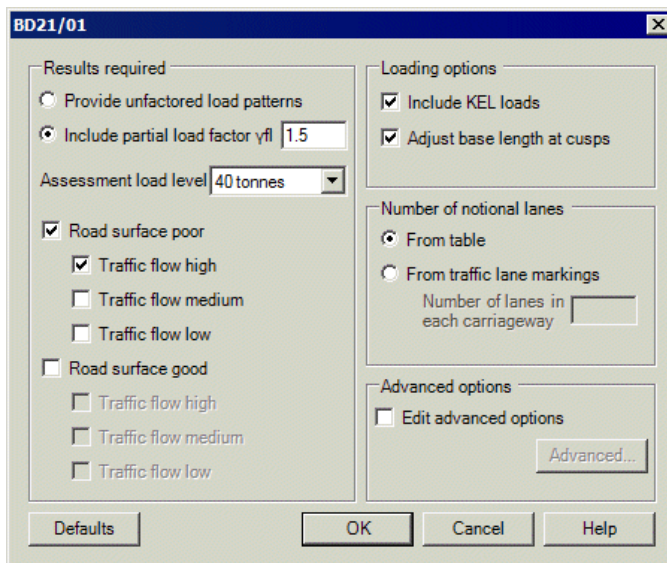 BD21/01
Results required
Provide unfactored load patterns
Include partial load factor γfl 1.5
Assessment load level 40 tonnes
Road surface poor
Traffic flow high
Traffic flow medium
Traffic flow low
Road surface good
Traffic flow high
Traffic flow medium
Traffic flow low
Loading options
Include KEL loads
Adjust base length at cusps
Number of notional lanes
From table
From traffic lane markings
Number of lanes in
each carriageway
Advanced options
Edit advanced options
Advanced...
Defaults
OK
Cancel
Help